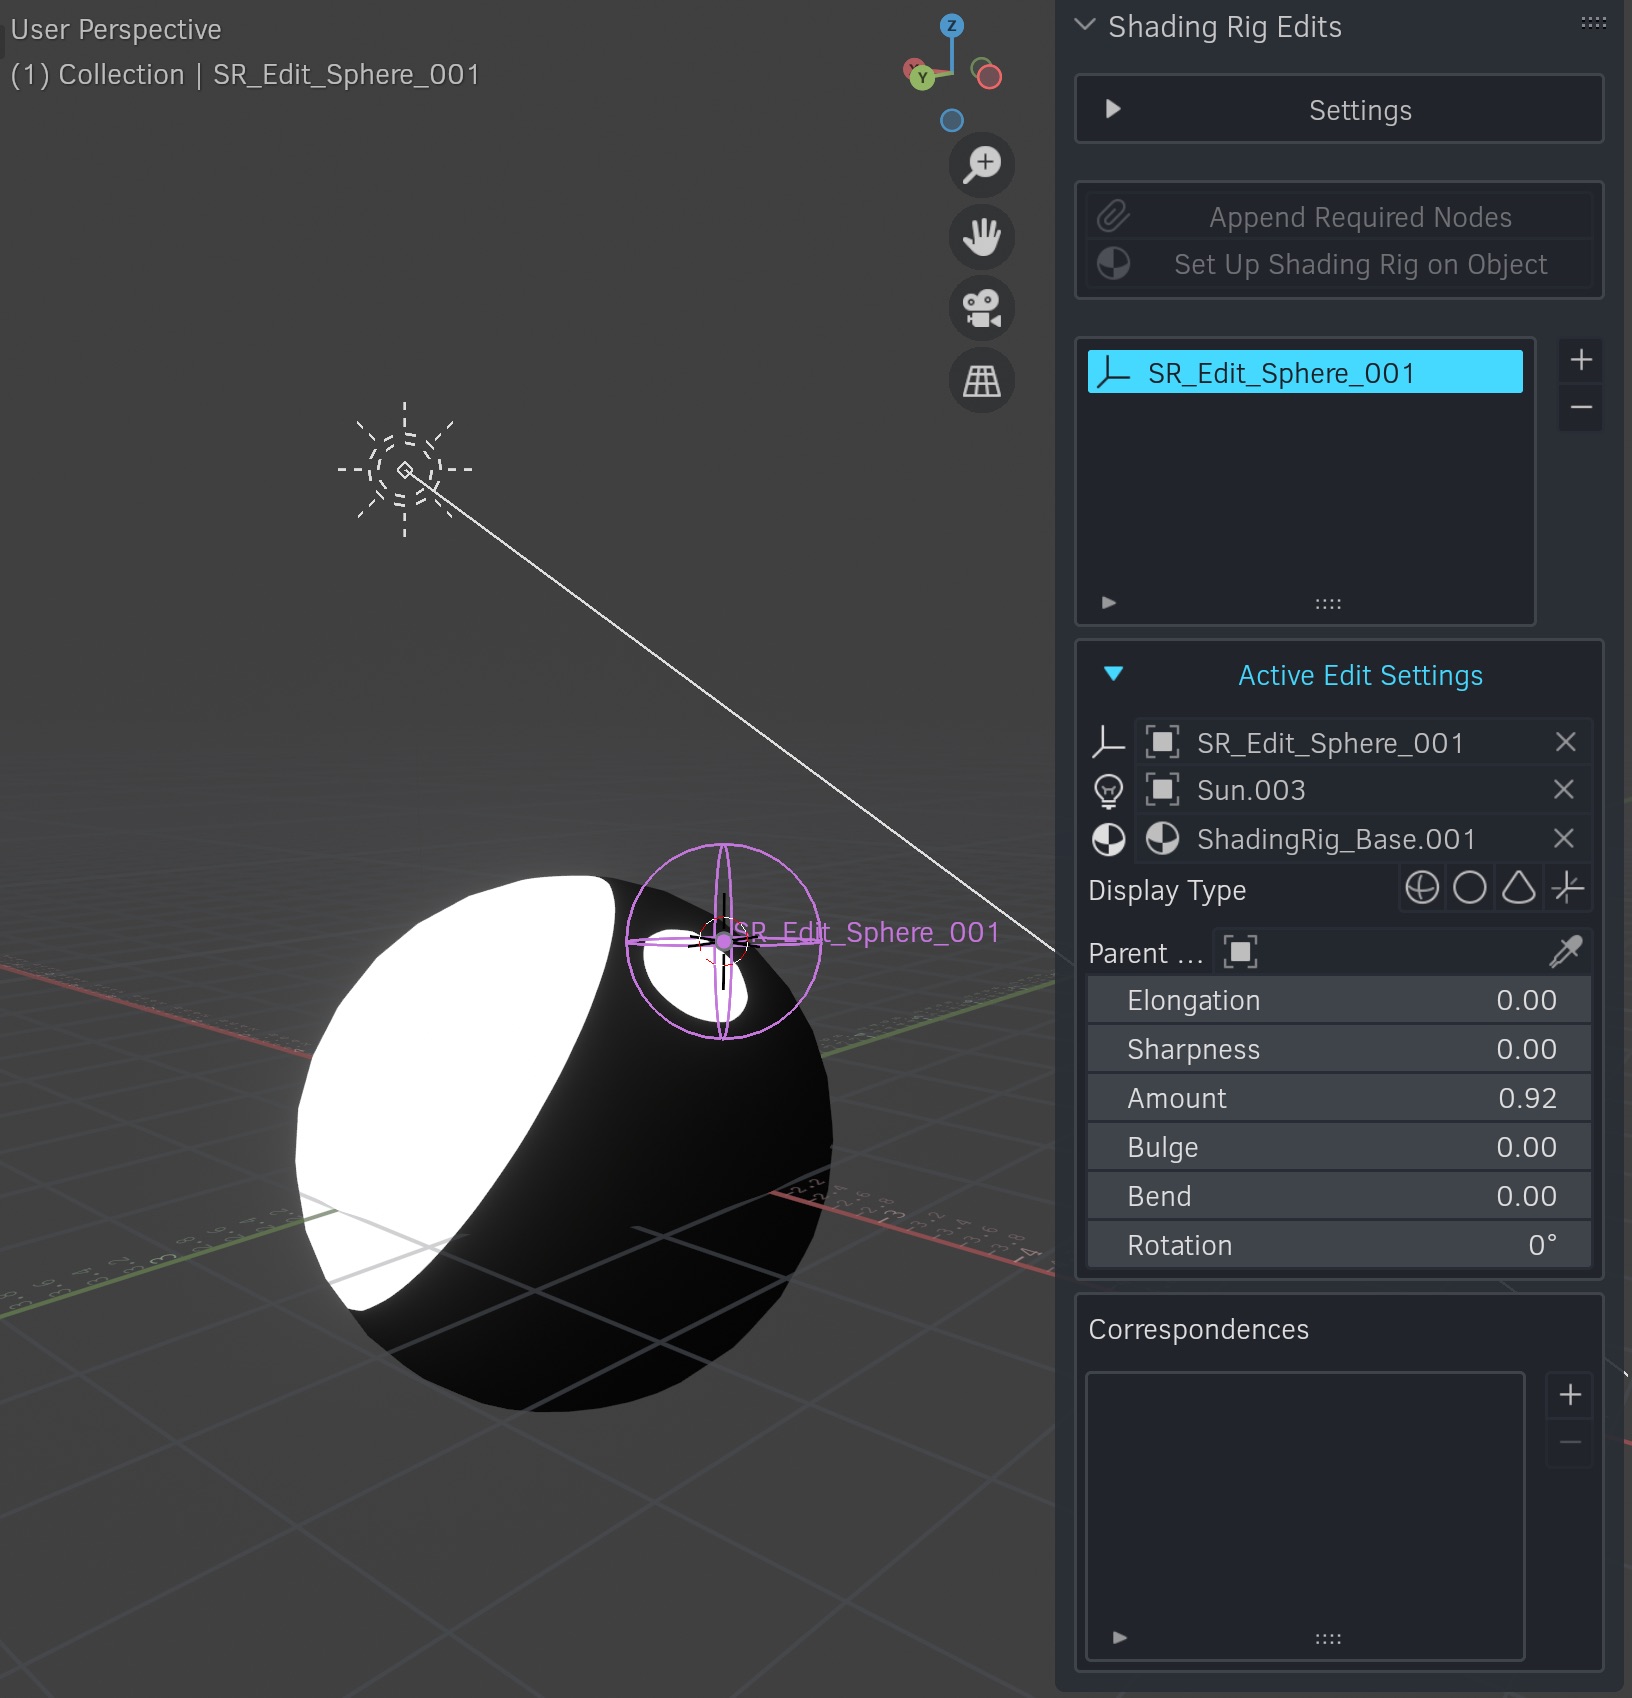 User Perspective
(1) Collection | SR_Edit_Sphere_001
Z
Y
SR_Edit_Sphere_001
Shading Rig Edits
Settings
Append Required Nodes
Set Up Shading Rig on Object
SR_Edit_Sphere_001
Active Edit Settings
SR_Edit_Sphere_001
Sun.003
ShadingRig_Base.001
Display Type
Parent ...
Elongation 0.00
Sharpness 0.00
Amount 0.92
Bulge 0.00
Bend 0.00
Rotation 0°
Correspondences